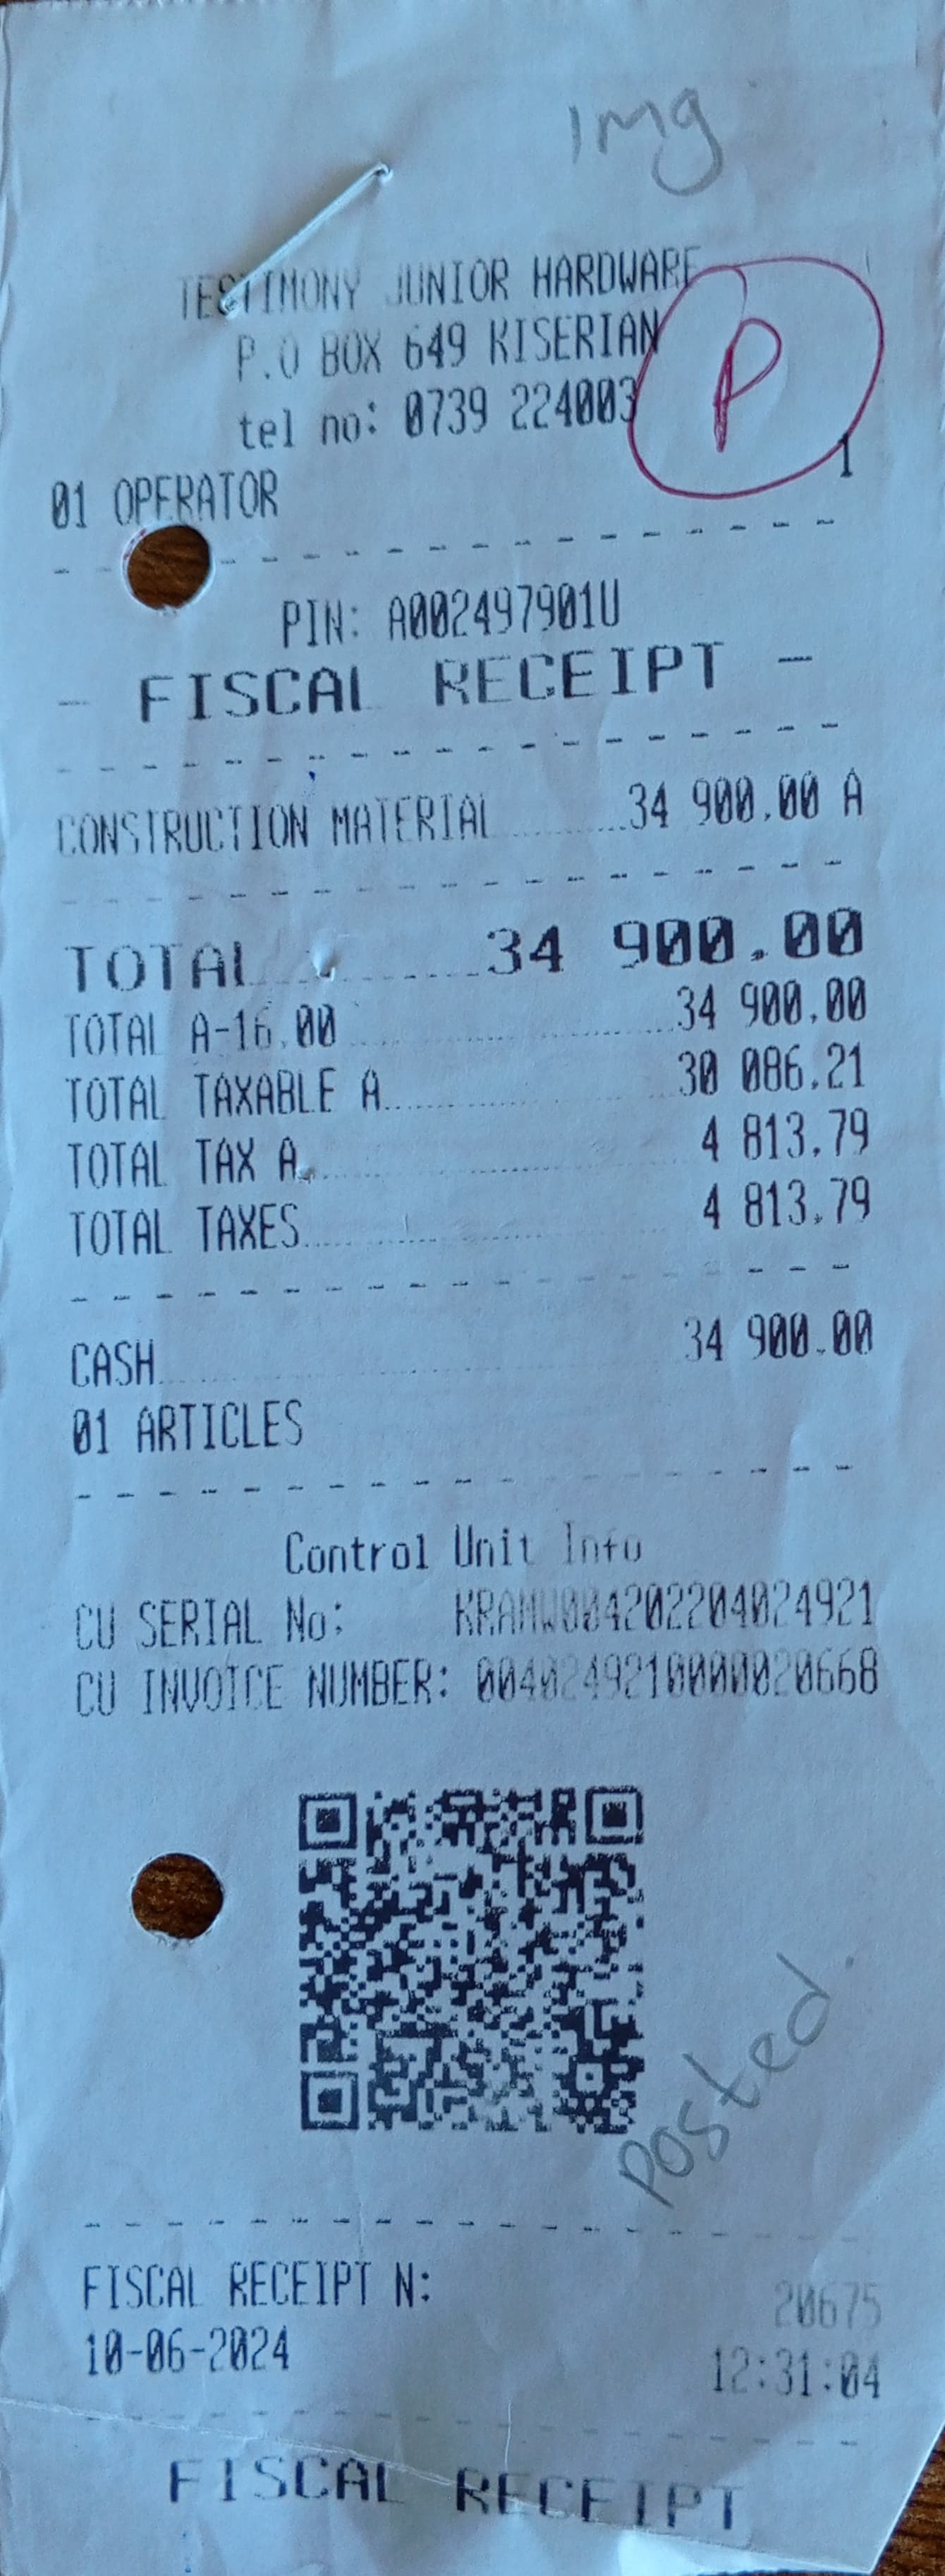 img
TESTIMONY JUNIOR HARDWARE
P.O BOX 649 KISERIAN
tel no: 0739 224003
P
01 OPERATOR 1
PIN: A002497901U
- FISCAL RECEIPT -
CONSTRUCTION MATERIAL 34 900.00 A
TOTAL 34 900.00
TOTAL A-16.00 34 900.00
TOTAL TAXABLE A 30 086.21
TOTAL TAX A 4 813.79
TOTAL TAXES 4 813.79
CASH 34 900.00
01 ARTICLES
Control Unit Info
CU SERIAL No: KRAMW004202204024921
CU INVOICE NUMBER: 0040249210000020668
Posted.
FISCAL RECEIPT N: 20675
10-06-2024 12:31:04
FISCAL RECEIPT